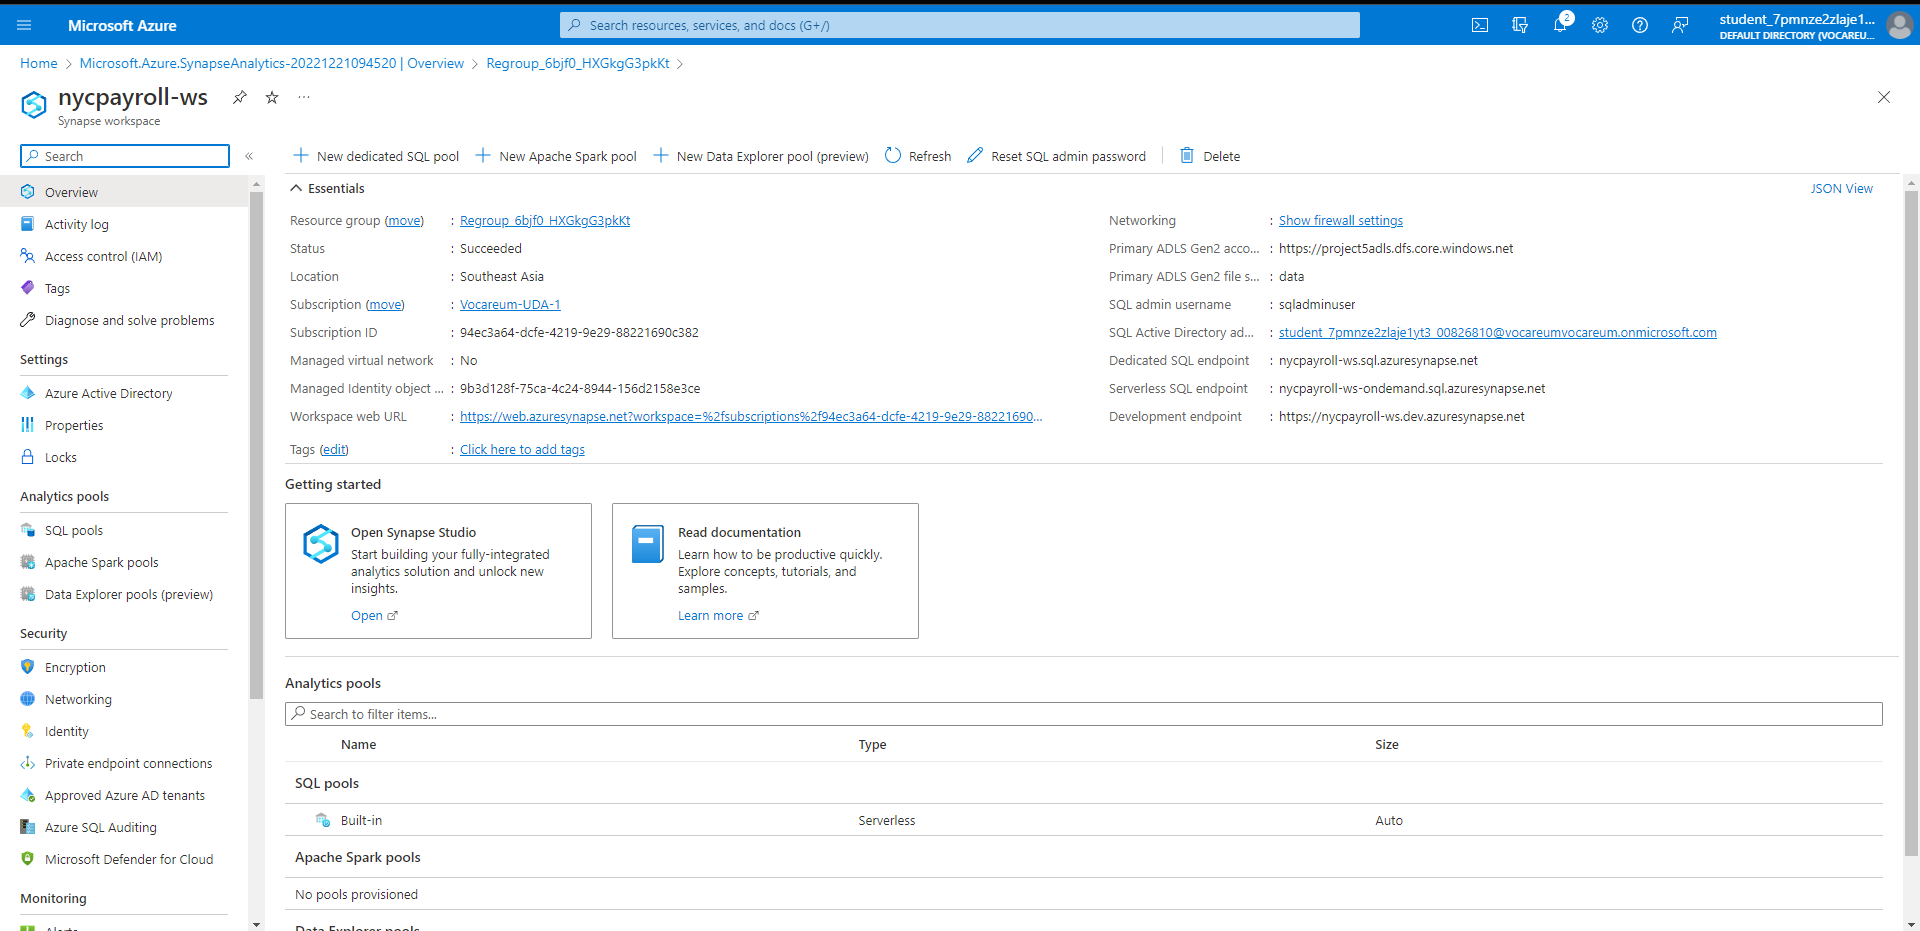 Microsoft Azure
Search resources, services, and docs (G+/)
2
student_7pmnze2zlaje1...
DEFAULT DIRECTORY (VOCAREU...
Home > Microsoft.Azure.SynapseAnalytics-20221221094520 | Overview > Regroup_6bjf0_HXGkgG3pkKt >
nycpayroll-ws
Synapse workspace
Search
Overview
Activity log
Access control (IAM)
Tags
Diagnose and solve problems
Settings
Azure Active Directory
Properties
Locks
Analytics pools
SQL pools
Apache Spark pools
Data Explorer pools (preview)
Security
Encryption
Networking
Identity
Private endpoint connections
Approved Azure AD tenants
Azure SQL Auditing
Microsoft Defender for Cloud
Monitoring
Alerts
New dedicated SQL pool New Apache Spark pool New Data Explorer pool (preview) Refresh Reset SQL admin password Delete
Essentials
JSON View
Resource group (move) : Regroup_6bjf0_HXGkgG3pkKt
Status : Succeeded
Location : Southeast Asia
Subscription (move) : Vocareum-UDA-1
Subscription ID : 94ec3a64-dcfe-4219-9e29-88221690c382
Managed virtual network : No
Managed Identity object ... : 9b3d128f-75ca-4c24-8944-156d2158e3ce
Workspace web URL : https://web.azuresynapse.net?workspace=%2fsubscriptions%2f94ec3a64-dcfe-4219-9e29-88221690...
Tags (edit) : Click here to add tags
Networking : Show firewall settings
Primary ADLS Gen2 acco... : https://project5adls.dfs.core.windows.net
Primary ADLS Gen2 file s... : data
SQL admin username : sqladminuser
SQL Active Directory ad... : student_7pmnze2zlaje1yt3_00826810@vocareumvocareum.onmicrosoft.com
Dedicated SQL endpoint : nycpayroll-ws.sql.azuresynapse.net
Serverless SQL endpoint : nycpayroll-ws-ondemand.sql.azuresynapse.net
Development endpoint : https://nycpayroll-ws.dev.azuresynapse.net
Getting started
Open Synapse Studio
Start building your fully-integrated
analytics solution and unlock new
insights.
Open
Read documentation
Learn how to be productive quickly.
Explore concepts, tutorials, and
samples.
Learn more
Analytics pools
Search to filter items...
Name Type Size
SQL pools
Built-in Serverless Auto
Apache Spark pools
No pools provisioned
Data Explorer pools